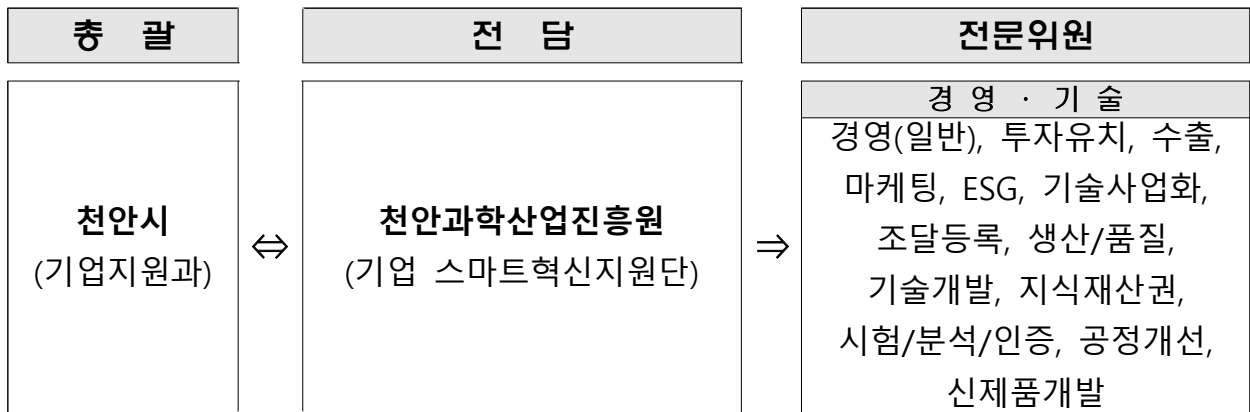 총 괄
전 담
전문위원
천안시
(기업지원과)
⇔
천안과학산업진흥원
(기업 스마트혁신지원단)
⇒
경 영 · 기 술
경영(일반), 투자유치, 수출,
마케팅, ESG, 기술사업화,
조달등록, 생산/품질,
기술개발, 지식재산권,
시험/분석/인증, 공정개선,
신제품개발